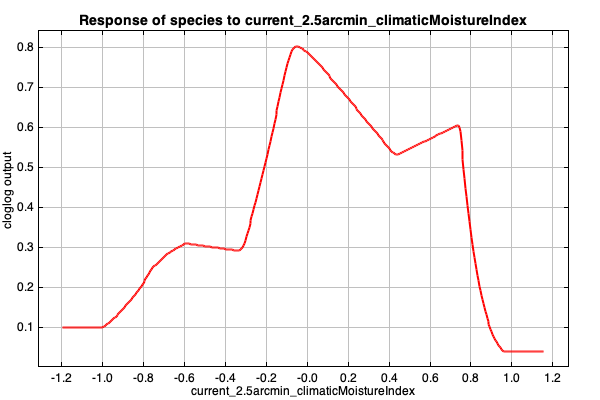 Response of species to current_2.5arcmin_climaticMoistureIndex
cloglog output
0.8
0.7
0.6
0.5
0.4
0.3
0.2
0.1
-1.2 -1.0 -0.8 -0.6 -0.4 -0.2 -0.0 0.2 0.4 0.6 0.8 1.0 1.2
current_2.5arcmin_climaticMoistureIndex